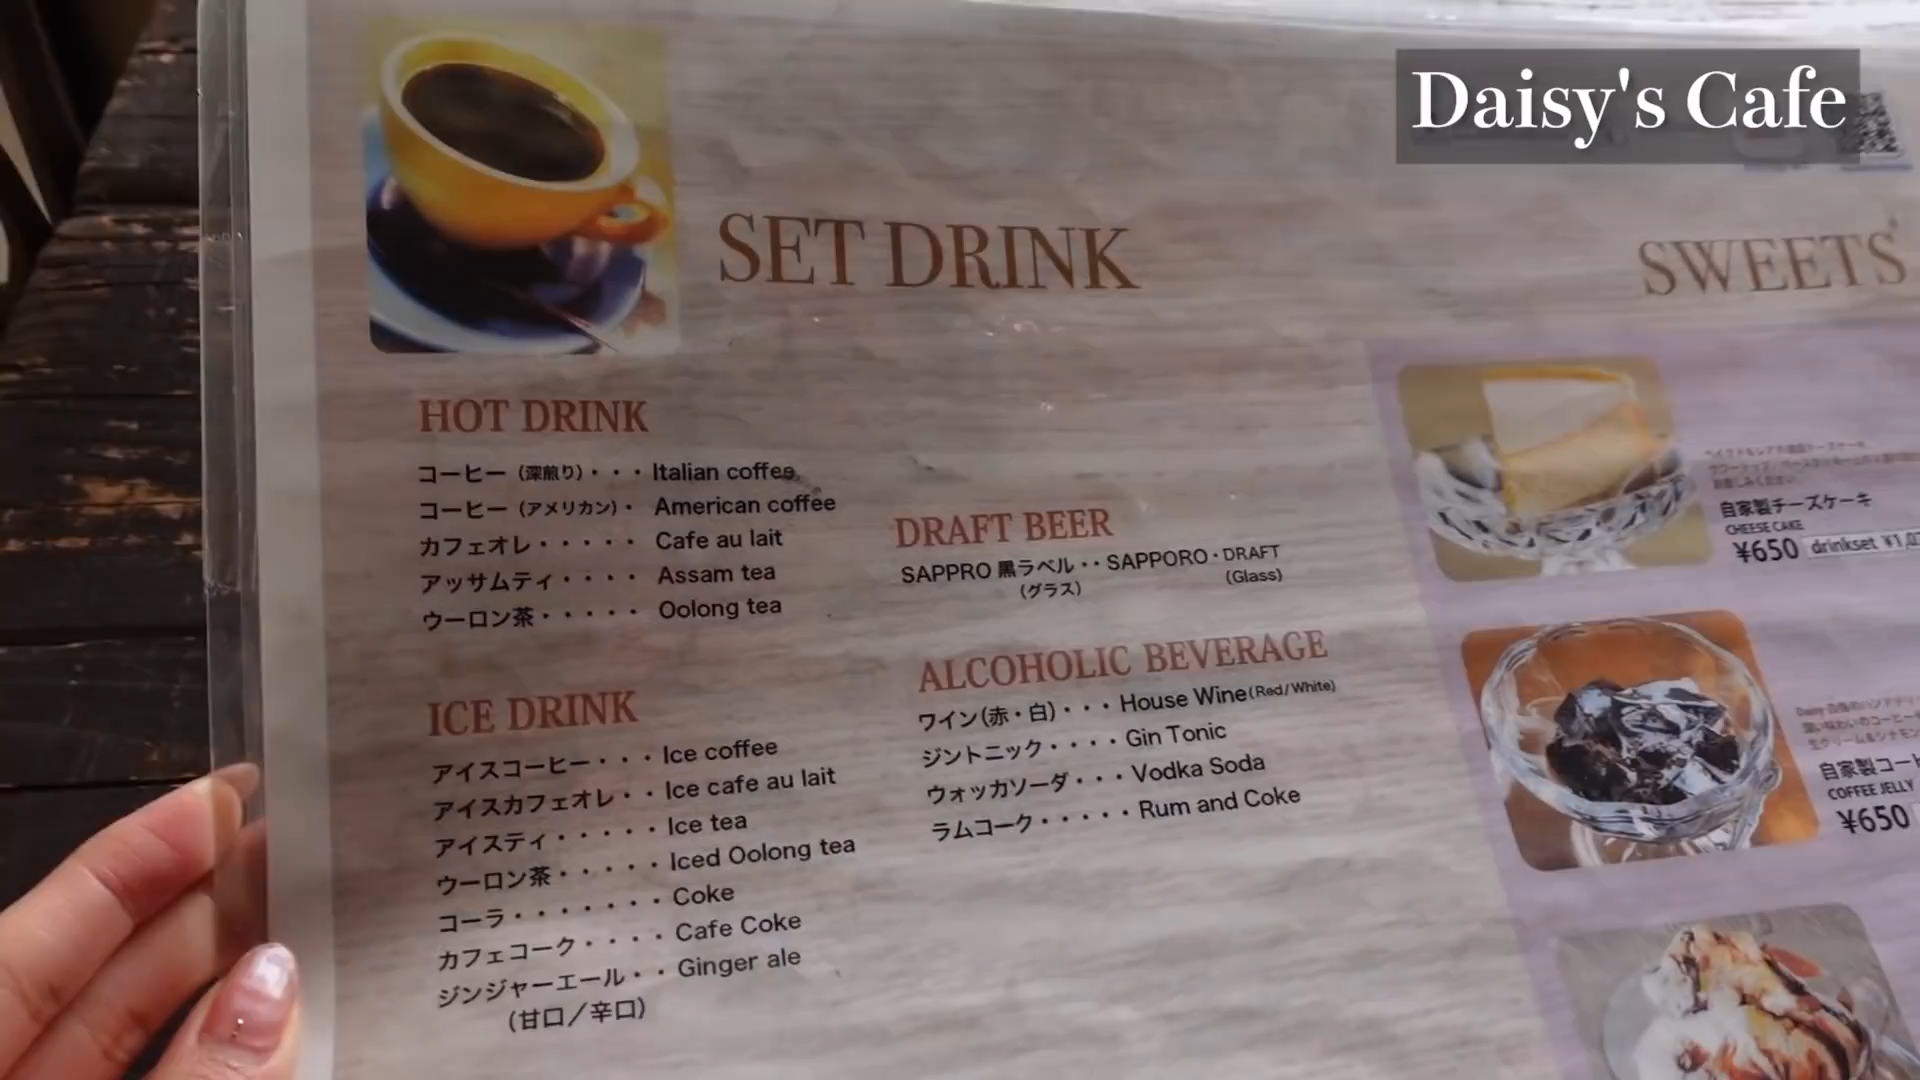 Daisy's Cafe
SET DRINK
HOT DRINK
コーヒー（深煎り）・・・ Italian coffee
コーヒー（アメリカン）・ American coffee
カフェオレ・・・・・ Cafe au lait
アッサムティ・・・・ Assam tea
ウーロン茶・・・・・ Oolong tea
ICE DRINK
アイスコーヒー・・・ Ice coffee
アイスカフェオレ・・ Ice cafe au lait
アイスティ・・・・・ Ice tea
ウーロン茶・・・・・ Iced Oolong tea
コーラ・・・・・・・ Coke
カフェコーク・・・・ Cafe Coke
ジンジャーエール・・ Ginger ale
（甘口／辛口）
DRAFT BEER
SAPPRO 黒ラベル・・SAPPORO・DRAFT
（グラス） (Glass)
ALCOHOLIC BEVERAGE
ワイン（赤・白）・・・ House Wine(Red/White)
ジントニック・・・・ Gin Tonic
ウォッカソーダ・・・ Vodka Soda
ラムコーク・・・・・ Rum and Coke
SWEETS
自家製チーズケーキ
CHEESE CAKE
¥650 drinkset
自家製コー
COFFEE JELLY
¥650